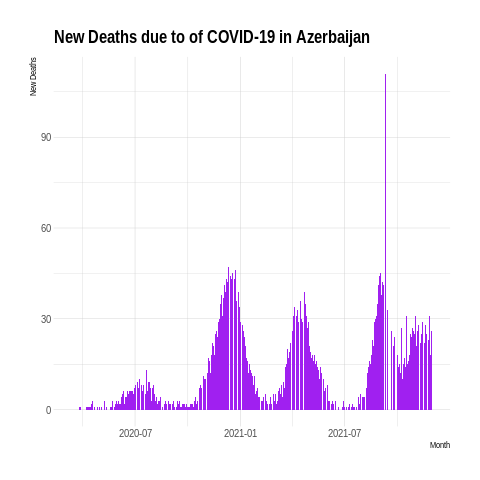 New Deaths due to of COVID-19 in Azerbaijan
New Deaths
90
60
30
0
2020-07 2021-01 2021-07
Month